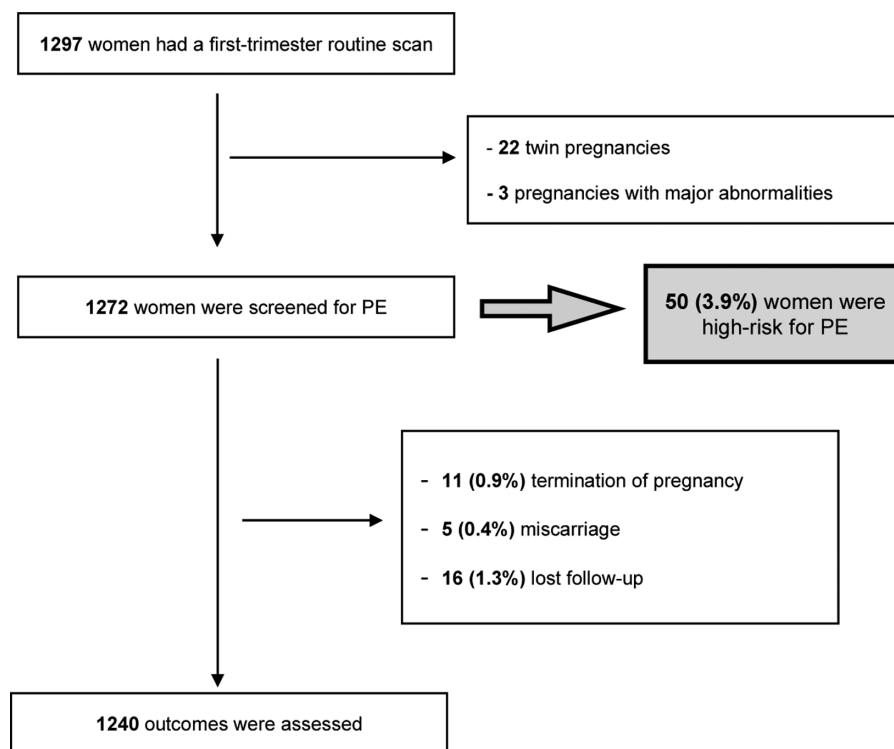 1297 women had a first-trimester routine scan
- 22 twin pregnancies
- 3 pregnancies with major abnormalities
1272 women were screened for PE
50 (3.9%) women were
high-risk for PE
- 11 (0.9%) termination of pregnancy
- 5 (0.4%) miscarriage
- 16 (1.3%) lost follow-up
1240 outcomes were assessed